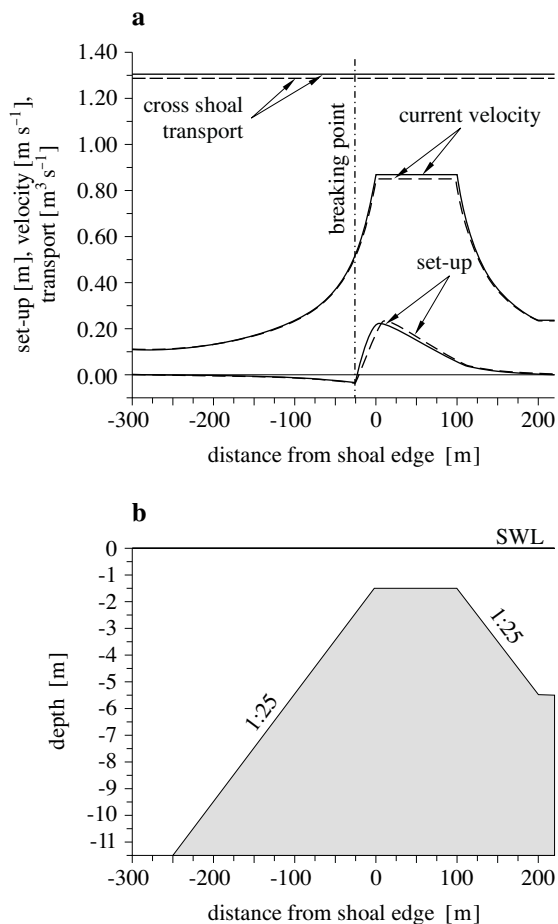 a
set-up [m], velocity [m s⁻¹],
transport [m³ s⁻¹]
1.40
1.20
1.00
0.80
0.60
0.40
0.20
0.00
cross shoal
transport
breaking point
current velocity
set-up
-300 -200 -100 0 100 200
distance from shoal edge [m]
b
SWL
depth [m]
0
-1
-2
-3
-4
-5
-6
-7
-8
-9
-10
-11
1:25
1:25
-300 -200 -100 0 100 200
distance from shoal edge [m]